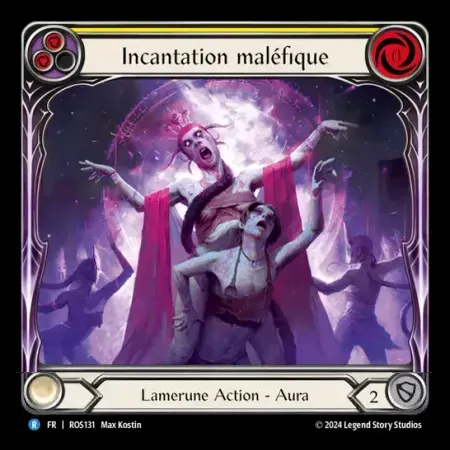 Incantation maléfique
Lamerune Action - Aura
2
R FR | ROS131 Max Kostin
© 2024 Legend Story Studios